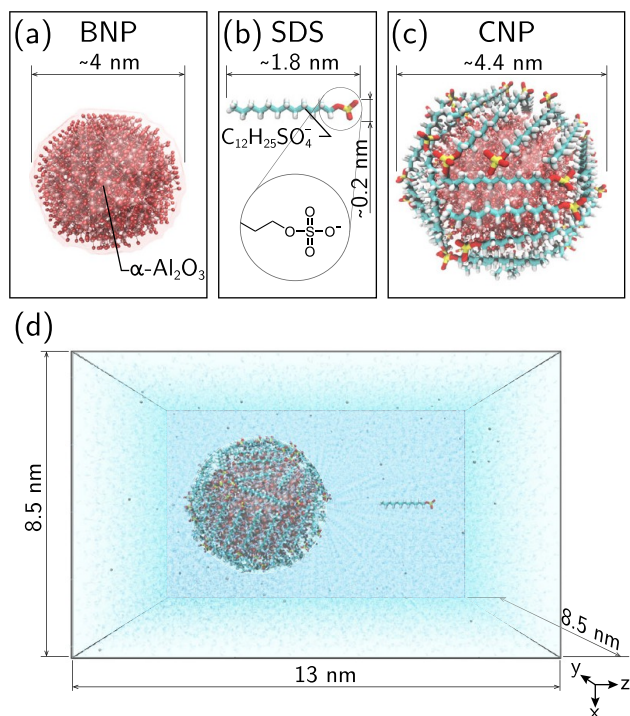 (a) BNP
~4 nm
α-Al₂O₃
(b) SDS
~1.8 nm
C₁₂H₂₅SO₄⁻
~0.2 nm
O
O S O⁻
O
(c) CNP
~4.4 nm
(d)
8.5 nm
8.5 nm
13 nm
y
z
x